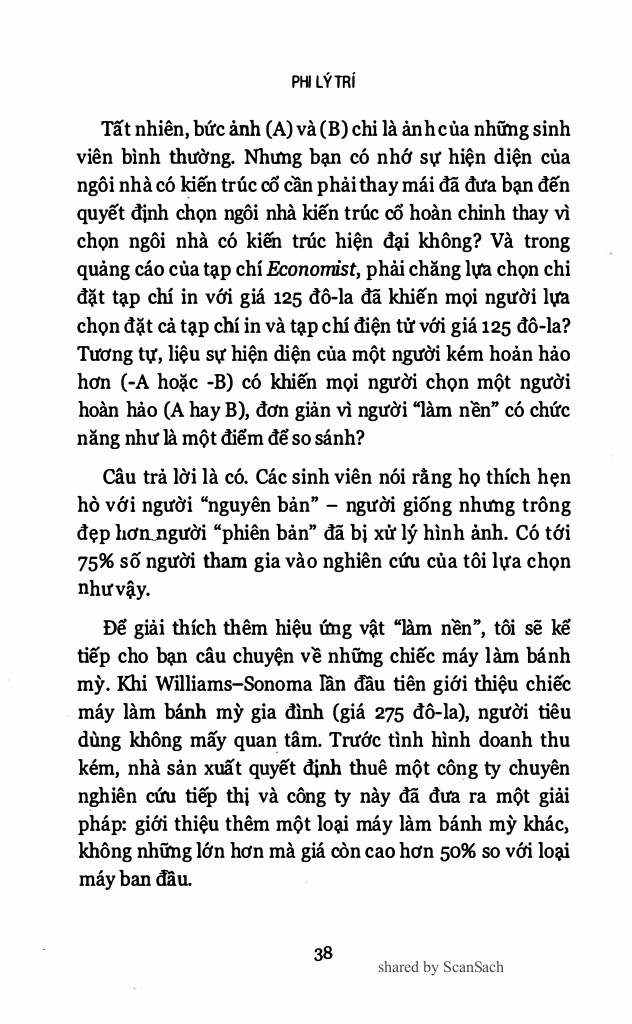 PHI LÝ TRÍ
Tất nhiên, bức ảnh (A) và (B) chỉ là ảnh của những sinh
viên bình thường. Nhưng bạn có nhớ sự hiện diện của
ngôi nhà có kiến trúc cổ cần phải thay mái đã đưa bạn đến
quyết định chọn ngôi nhà kiến trúc cổ hoàn chỉnh thay vì
chọn ngôi nhà có kiến trúc hiện đại không? Và trong
quảng cáo của tạp chí Economist, phải chăng lựa chọn chỉ
đặt tạp chí in với giá 125 đô-la đã khiến mọi người lựa
chọn đặt cả tạp chí in và tạp chí điện tử với giá 125 đô-la?
Tương tự, liệu sự hiện diện của một người kém hoàn hảo
hơn (-A hoặc -B) có khiến mọi người chọn một người
hoàn hảo (A hay B), đơn giản vì người “làm nền” có chức
năng như là một điểm để so sánh?
Câu trả lời là có. Các sinh viên nói rằng họ thích hẹn
hò với người “nguyên bản” – người giống nhưng trông
đẹp hơn người “phiên bản” đã bị xử lý hình ảnh. Có tới
75% số người tham gia vào nghiên cứu của tôi lựa chọn
như vậy.
Để giải thích thêm hiệu ứng vật “làm nền”, tôi sẽ kể
tiếp cho bạn câu chuyện về những chiếc máy làm bánh
mỳ. Khi Williams–Sonoma lần đầu tiên giới thiệu chiếc
máy làm bánh mỳ gia đình (giá 275 đô-la), người tiêu
dùng không mấy quan tâm. Trước tình hình doanh thu
kém, nhà sản xuất quyết định thuê một công ty chuyên
nghiên cứu tiếp thị và công ty này đã đưa ra một giải
pháp: giới thiệu thêm một loại máy làm bánh mỳ khác,
không những lớn hơn mà giá còn cao hơn 50% so với loại
máy ban đầu.
38
shared by ScanSach